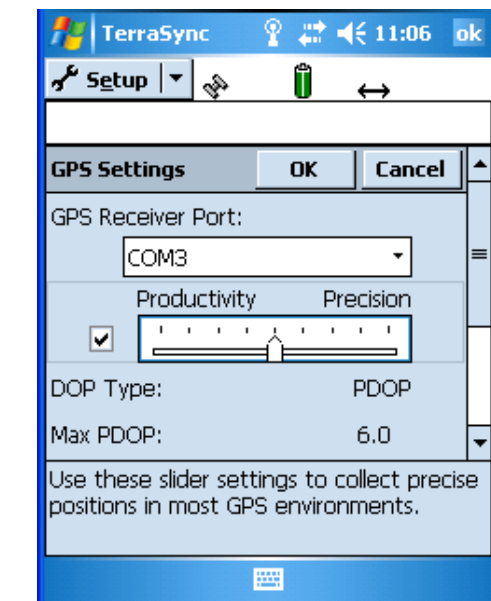 TerraSync 11:06 ok
Setup
GPS Settings OK Cancel
GPS Receiver Port:
COM3
Productivity Precision
DOP Type: PDOP
Max PDOP: 6.0
Use these slider settings to collect precise
positions in most GPS environments.